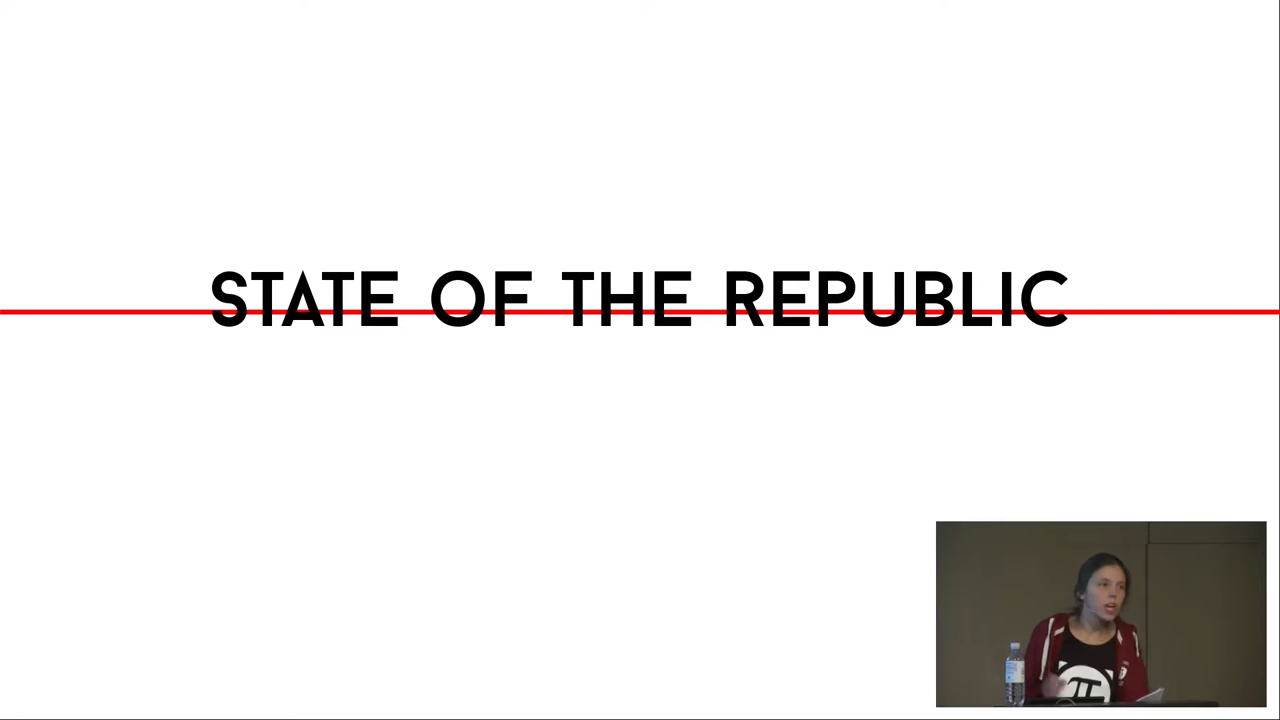 STATE OF THE REPUBLIC
π